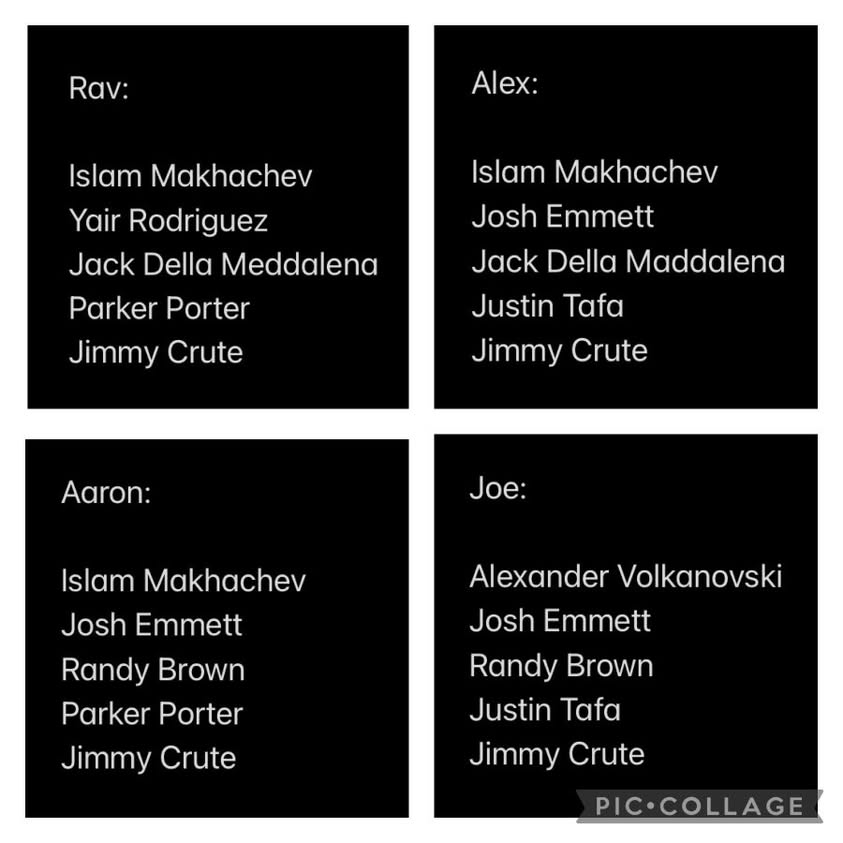 Rav:
Islam Makhachev
Yair Rodriguez
Jack Della Meddalena
Parker Porter
Jimmy Crute
Alex:
Islam Makhachev
Josh Emmett
Jack Della Maddalena
Justin Tafa
Jimmy Crute
Aaron:
Islam Makhachev
Josh Emmett
Randy Brown
Parker Porter
Jimmy Crute
Joe:
Alexander Volkanovski
Josh Emmett
Randy Brown
Justin Tafa
Jimmy Crute
PIC•COLLAGE